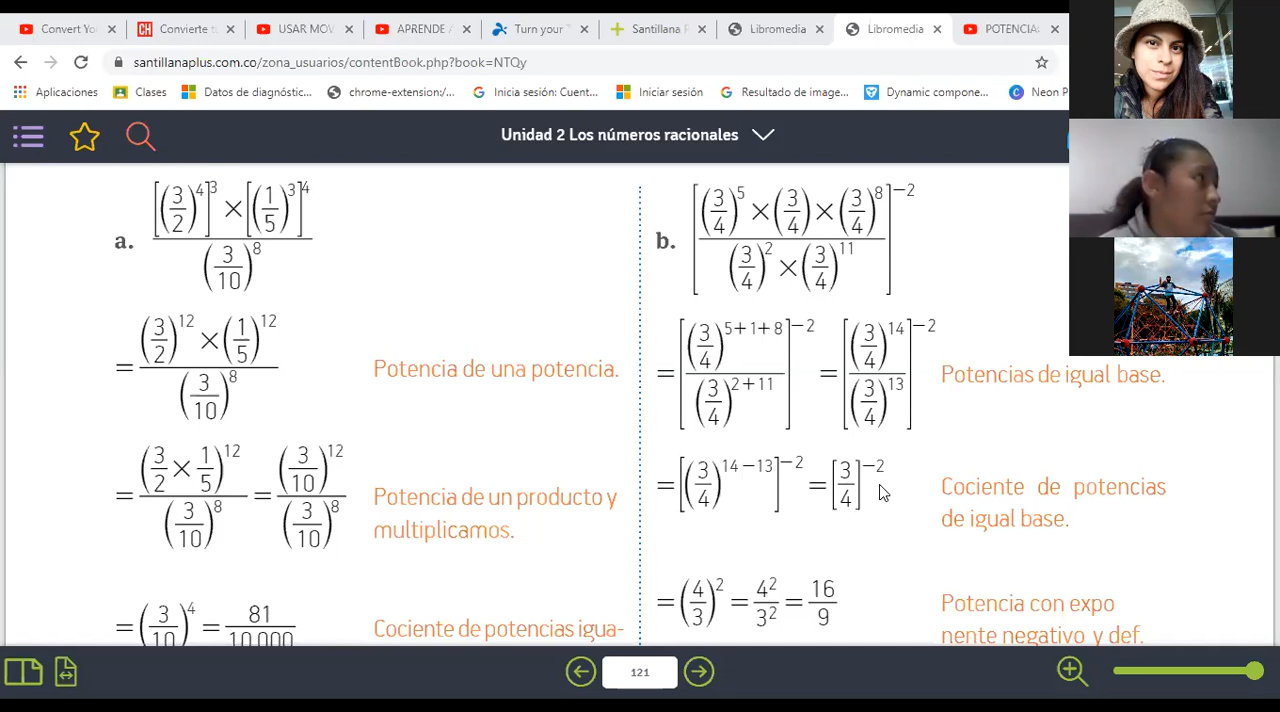 Convert Yo
Convierte t
USAR MOV
APRENDE A
Turn your "
Santillana P
Libromedia
Libromedia
POTENCIA
santillanaplus.com.co/zona_usuarios/contentBook.php?book=NTQy
Aplicaciones
Clases
Datos de diagnóstic...
chrome-extension/...
Inicia sesión: Cuent...
Iniciar sesión
Resultado de image...
Dynamic compone...
Neon P
Unidad 2 Los números racionales
a. [(3/2)^4]^3 × [(1/5)^3]^4 / (3/10)^8
= (3/2)^12 × (1/5)^12 / (3/10)^8 Potencia de una potencia.
= (3/2 × 1/5)^12 / (3/10)^8 = (3/10)^12 / (3/10)^8 Potencia de un producto y
multiplicamos.
= (3/10)^4 = 81/10.000 Cociente de potencias igua-
b. [(3/4)^5 × (3/4) × (3/4)^8 / (3/4)^2 × (3/4)^11]^−2
= [(3/4)^5+1+8 / (3/4)^2+11]^−2 = [(3/4)^14 / (3/4)^13]^−2 Potencias de igual base.
= [(3/4)^14−13]^−2 = [3/4]^−2 Cociente de potencias
de igual base.
= (4/3)^2 = 4^2/3^2 = 16/9 Potencia con expo
nente negativo y def.
121